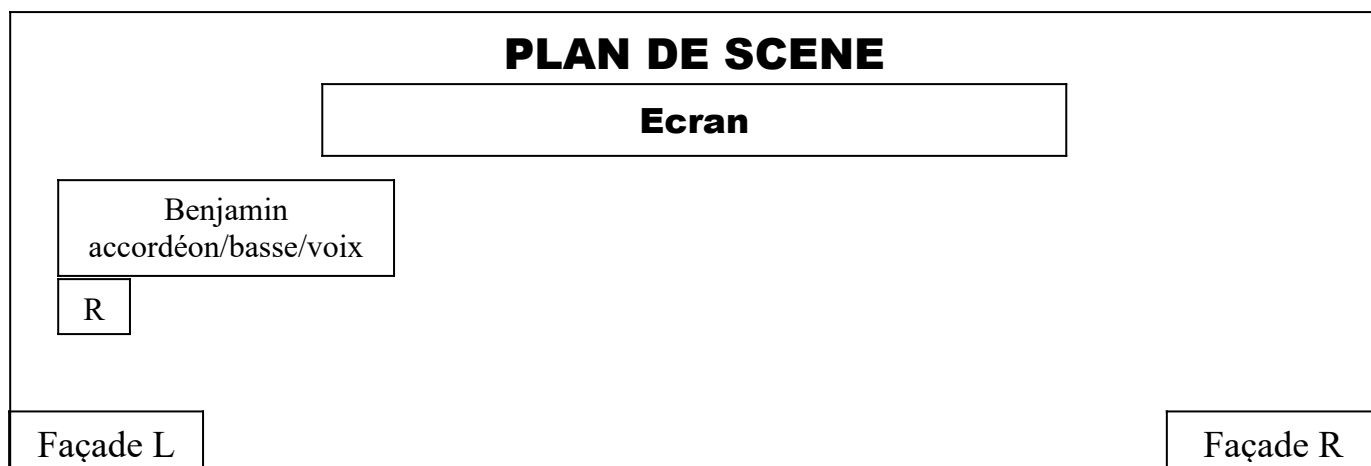 PLAN DE SCENE
Ecran
Benjamin
accordéon/basse/voix
R
Façade L
Façade R